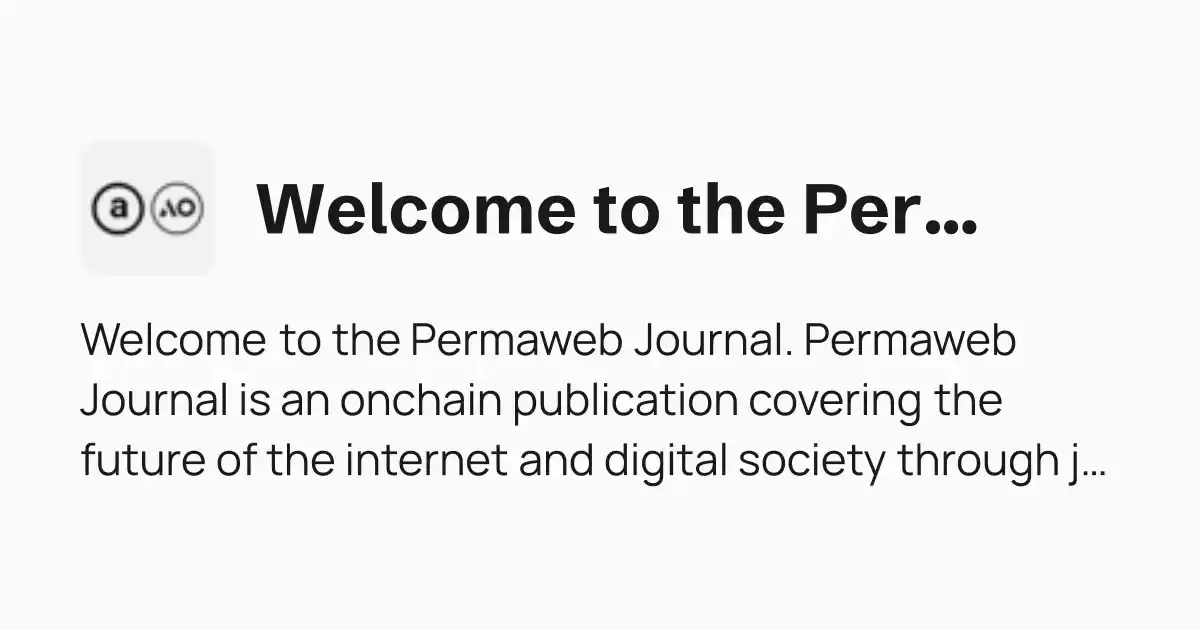 a AO
Welcome to the Per...
Welcome to the Permaweb Journal. Permaweb
Journal is an onchain publication covering the
future of the internet and digital society through j...